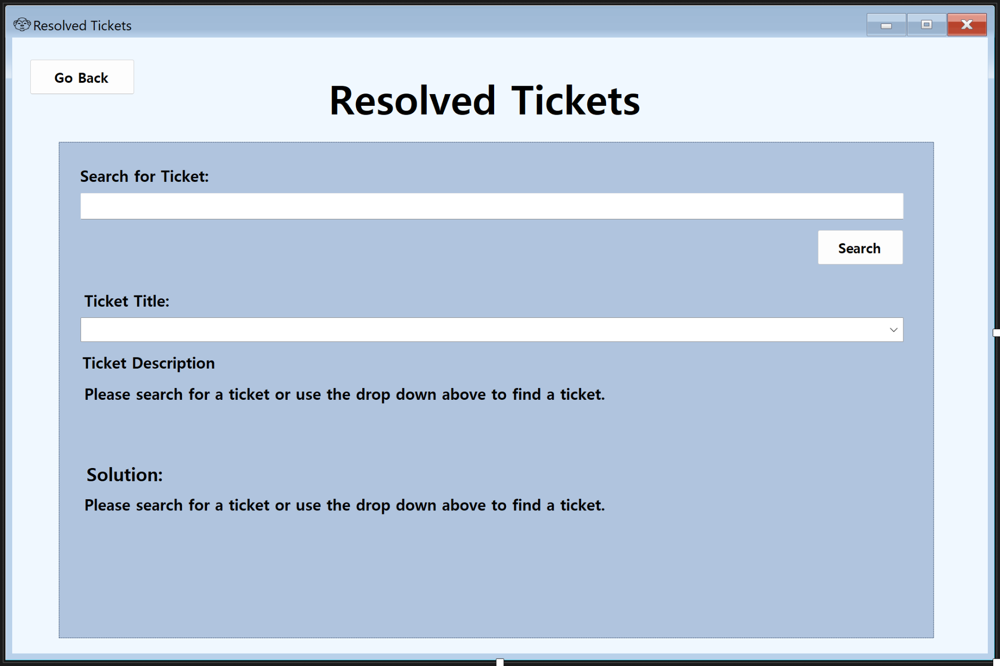 Resolved Tickets
Go Back
Resolved Tickets
Search for Ticket:
Search
Ticket Title:
Ticket Description
Please search for a ticket or use the drop down above to find a ticket.
Solution:
Please search for a ticket or use the drop down above to find a ticket.